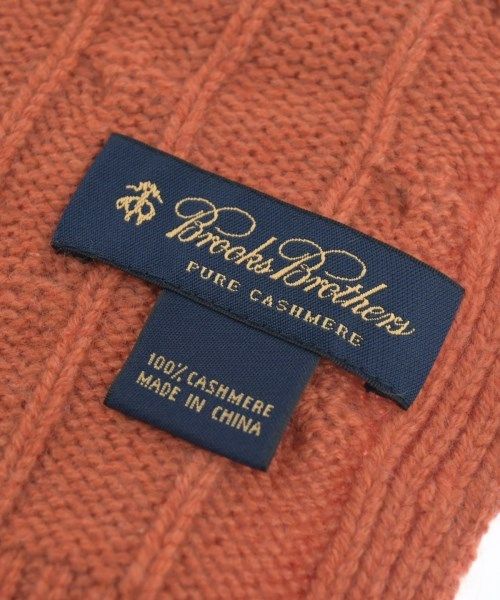 Brooks Brothers
PURE CASHMERE
100% CASHMERE
MADE IN CHINA